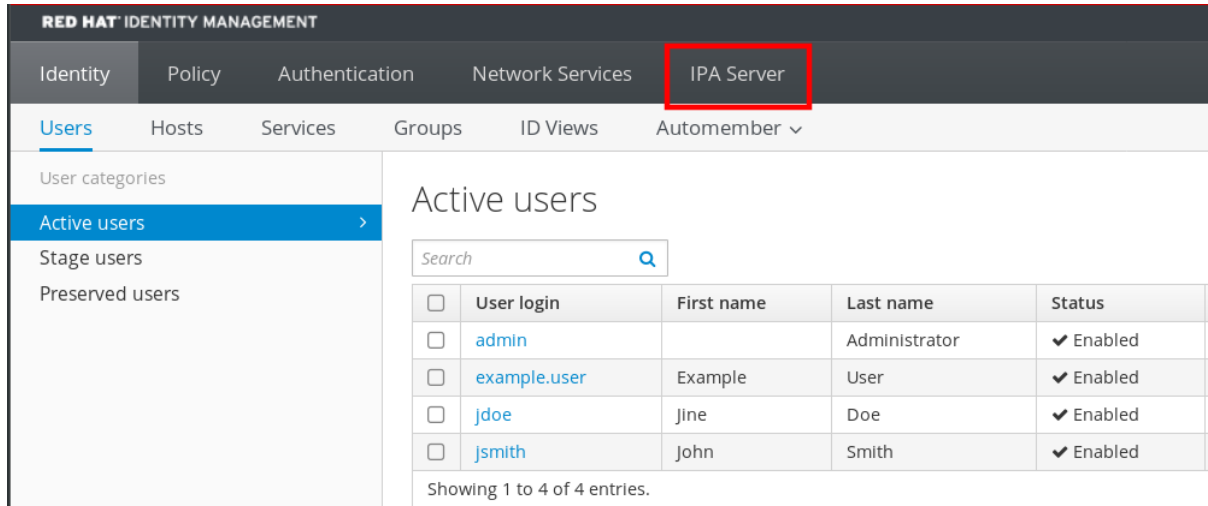 RED HAT® IDENTITY MANAGEMENT
Identity Policy Authentication Network Services IPA Server
Users Hosts Services Groups ID Views Automember
User categories
Active users
Stage users
Preserved users
Active users
Search
User login First name Last name Status
admin Administrator Enabled
example.user Example User Enabled
jdoe Jine Doe Enabled
jsmith John Smith Enabled
Showing 1 to 4 of 4 entries.